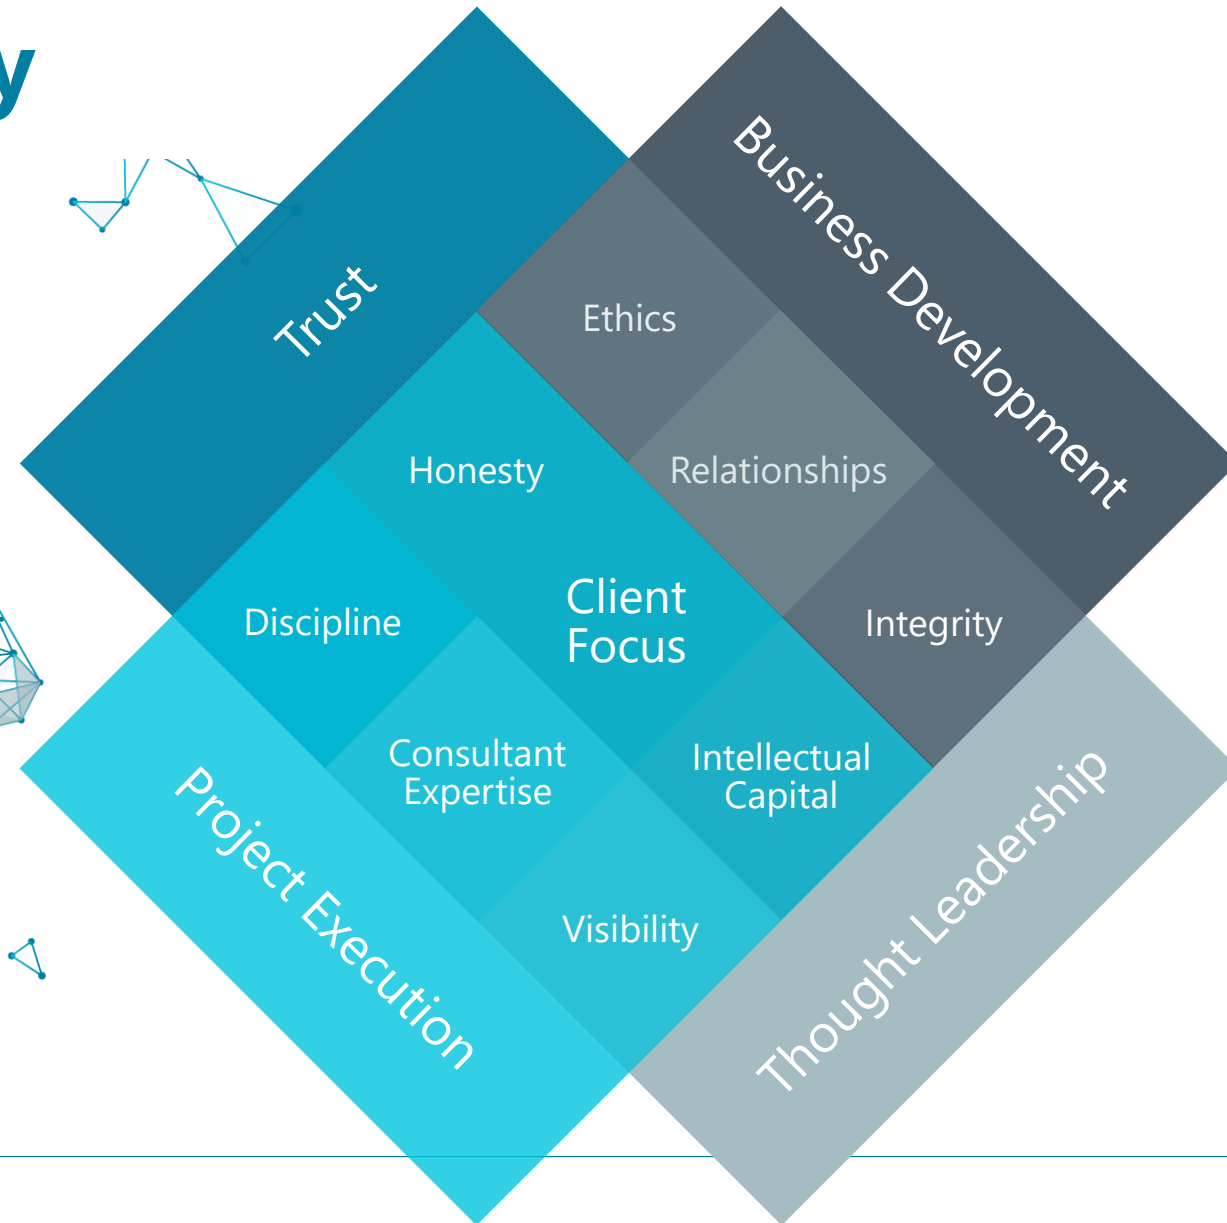 y
Trust
Business Development
Ethics
Honesty
Relationships
Discipline
Client
Focus
Integrity
Consultant
Expertise
Intellectual
Capital
Project Execution
Visibility
Thought Leadership